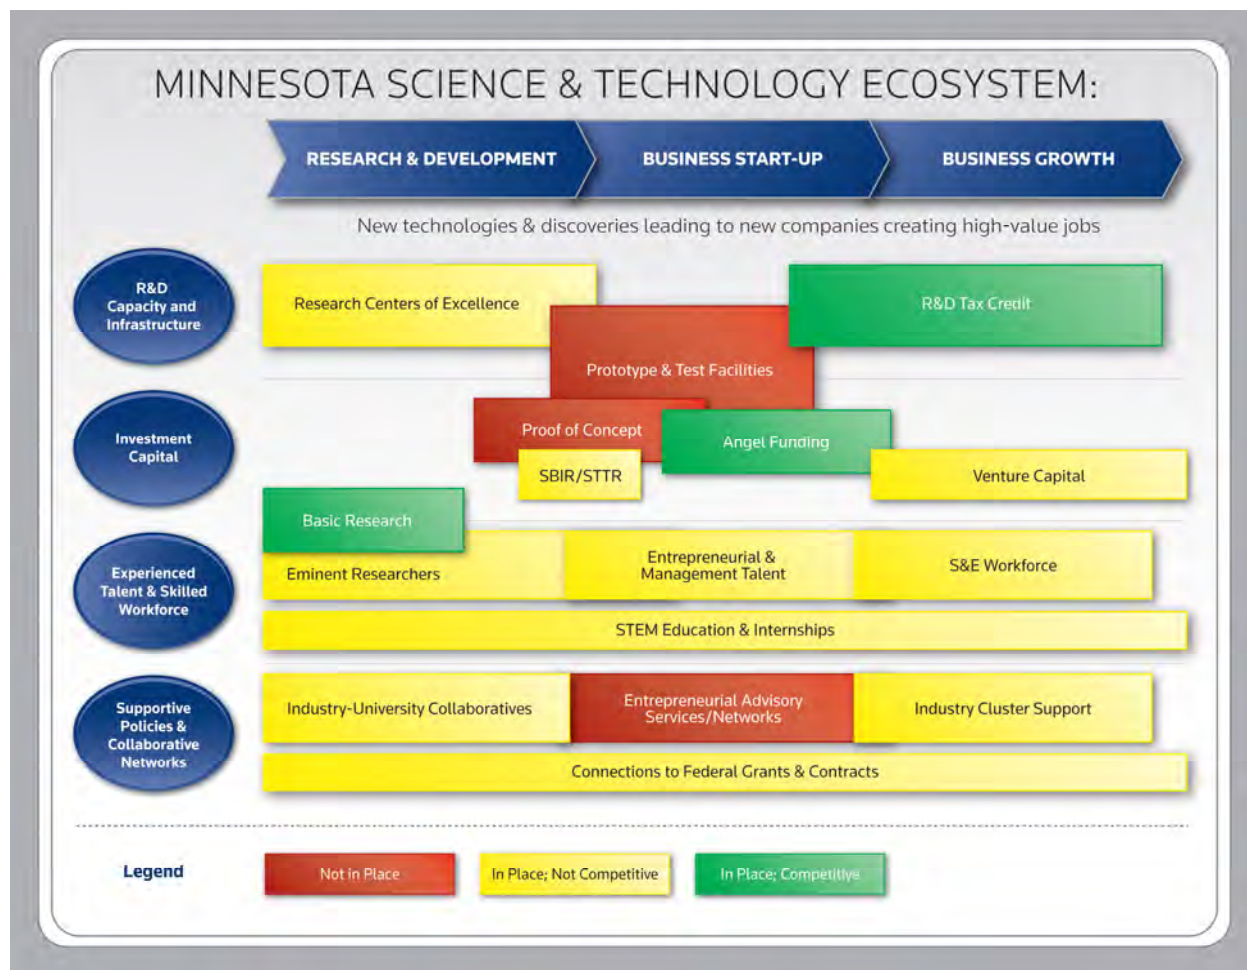 MINNESOTA SCIENCE & TECHNOLOGY ECOSYSTEM:
RESEARCH & DEVELOPMENT
BUSINESS START-UP
BUSINESS GROWTH
New technologies & discoveries leading to new companies creating high-value jobs
R&D
Capacity and
Infrastructure
Research Centers of Excellence
R&D Tax Credit
Prototype & Test Facilities
Investment
Capital
Proof of Concept
Angel Funding
SBIR/STTR
Venture Capital
Basic Research
Experienced
Talent & Skilled
Workforce
Eminent Researchers
Entrepreneurial &
Management Talent
S&E Workforce
STEM Education & Internships
Supportive
Policies &
Collaborative
Networks
Industry-University Collaboratives
Entrepreneurial Advisory
Services/Networks
Industry Cluster Support
Connections to Federal Grants & Contracts
Legend
Not in Place
In Place; Not Competitive
In Place; Competitive